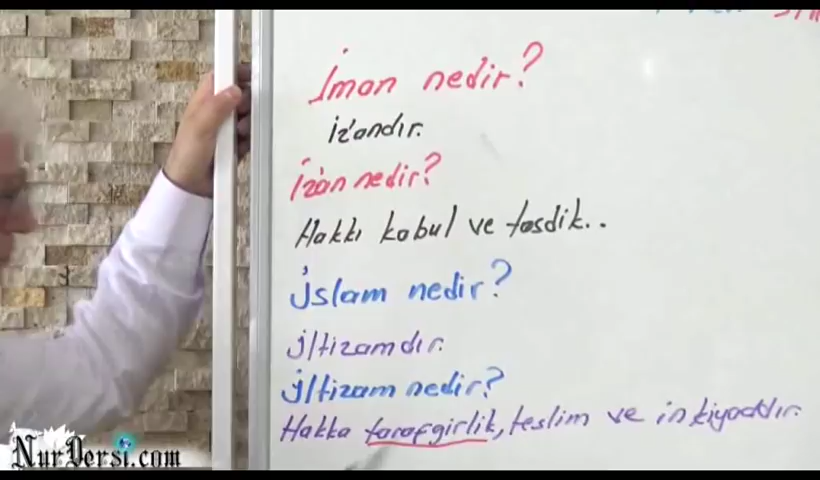 İman nedir?
İz'andır.
İz'an nedir?
Hakkı kabul ve tasdik..
İslam nedir?
İltizamdır.
İltizam nedir?
Hakka tarafgirlik, teslim ve inkiyaddır.
NurDersi.com